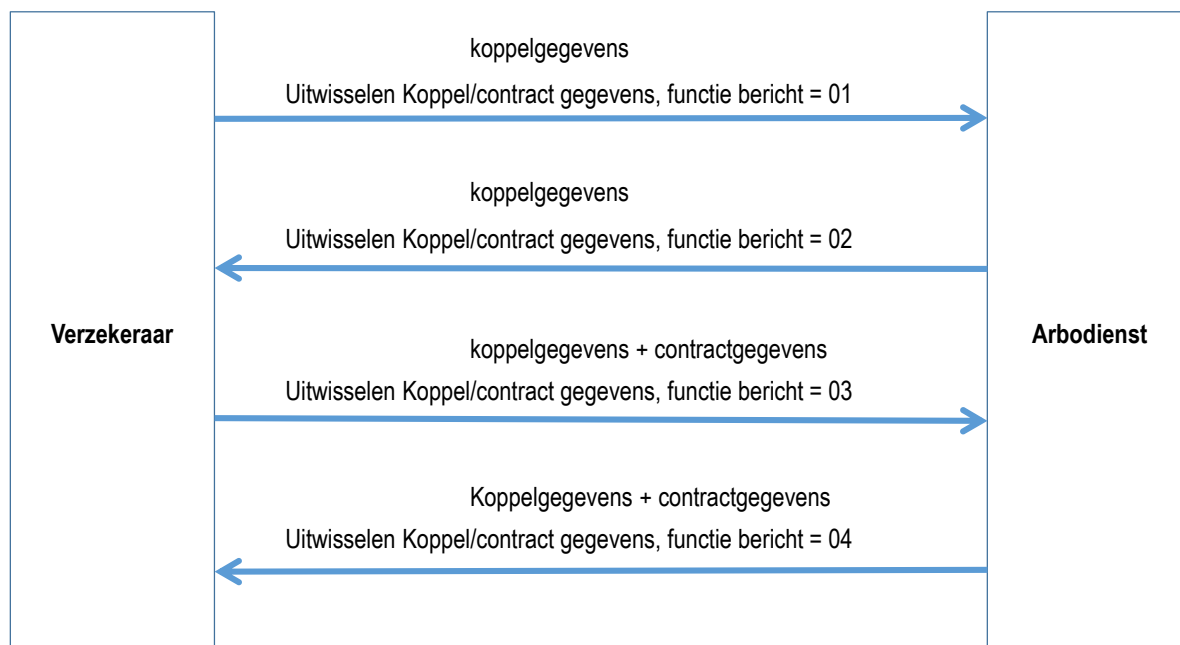 koppelgegevens
Uitwisselen Koppel/contract gegevens, functie bericht = 01
koppelgegevens
Uitwisselen Koppel/contract gegevens, functie bericht = 02
Verzekeraar
Arbodienst
koppelgegevens + contractgegevens
Uitwisselen Koppel/contract gegevens, functie bericht = 03
Koppelgegevens + contractgegevens
Uitwisselen Koppel/contract gegevens, functie bericht = 04